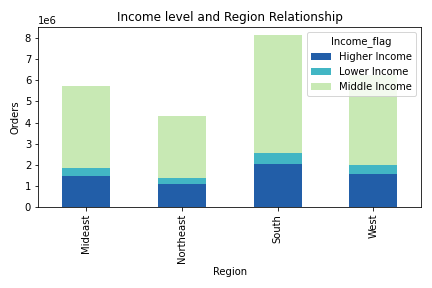 Income level and Region Relationship
1e6
Income_flag
Higher Income
Lower Income
Middle Income
Orders
8
7
6
5
4
3
2
1
0
Mideast
Northeast
South
West
Region